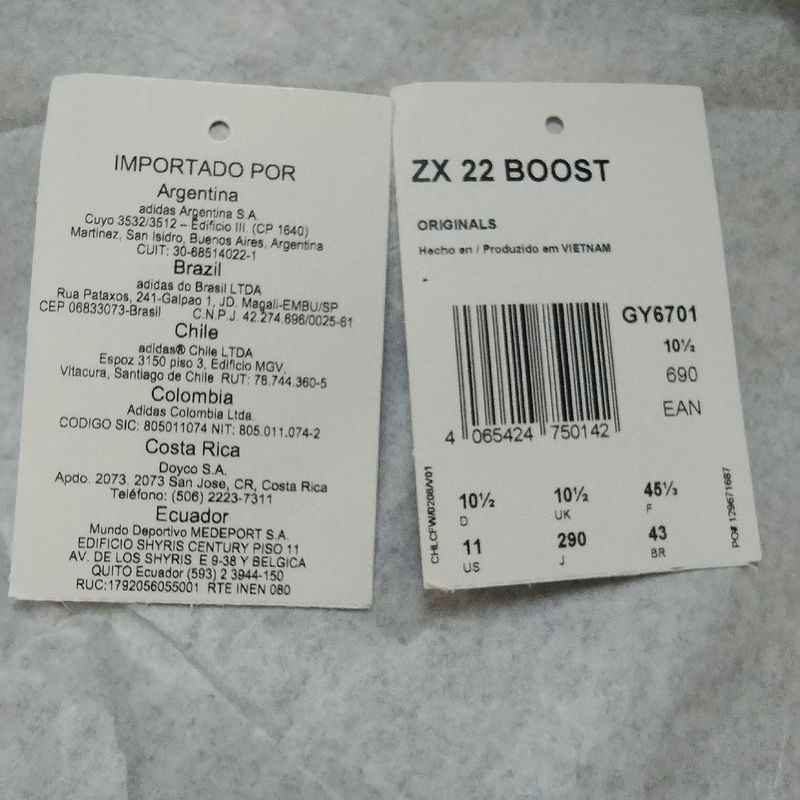 IMPORTADO POR
Argentina
adidas Argentina S.A.
Cuyo 3532/3512 – Edificio III. (CP 1640)
Martinez, San Isidro, Buenos Aires, Argentina
CUIT: 30-68514022-1
Brazil
adidas do Brasil LTDA
Rua Pataxos, 241-Galpao 1, JD. Magali-EMBU/SP
CEP 06833073-Brasil C.N.P.J. 42.274.696/0025-61
Chile
adidas® Chile LTDA
Espoz 3150 piso 3, Edificio MGV,
Vitacura, Santiago de Chile RUT: 78.744.360-5
Colombia
Adidas Colombia Ltda.
CODIGO SIC: 805011074 NIT: 805.011.074-2
Costa Rica
Doyco S.A.
Apdo. 2073. 2073 San Jose, CR, Costa Rica
Teléfono: (506) 2223-7311
Ecuador
Mundo Deportivo MEDEPORT S.A.
EDIFICIO SHYRIS CENTURY PISO 11
AV. DE LOS SHYRIS E 9-38 Y BELGICA
QUITO Ecuador (593) 2 3944-150
RUC:1792056055001 RTE INEN 080
ZX 22 BOOST
ORIGINALS
Hecho en / Produzido em VIETNAM
-
GY6701
10½
690
EAN
4 065424 750142
10½ 10½ 45⅓
D UK F
11 290 43
US J BR
PO# 129671687